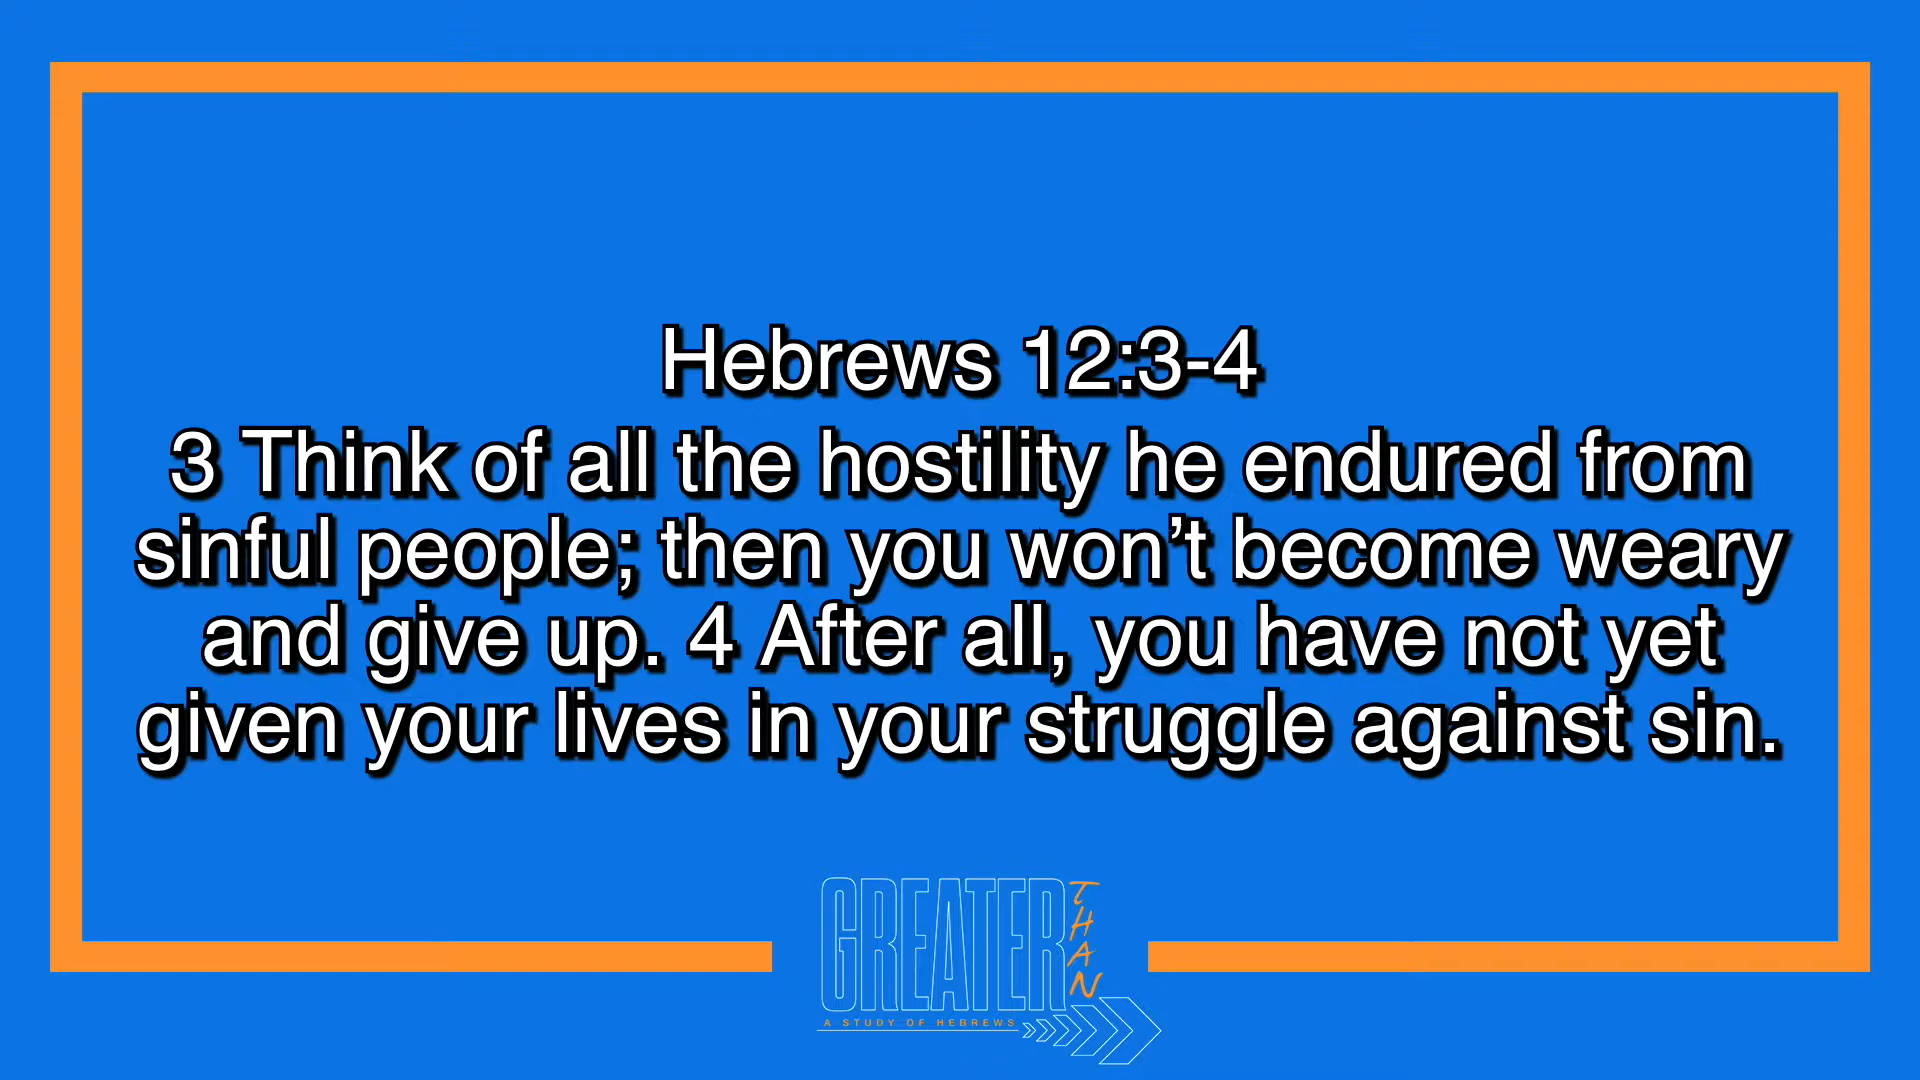 Hebrews 12:3-4
3 Think of all the hostility he endured from
sinful people; then you won’t become weary
and give up. 4 After all, you have not yet
given your lives in your struggle against sin.
GREATER
THAN
A STUDY OF HEBREWS